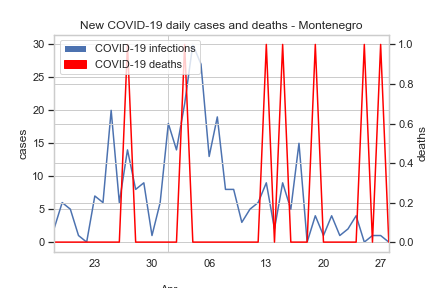 New COVID-19 daily cases and deaths - Montenegro
COVID-19 infections
COVID-19 deaths
cases
30
25
20
15
10
5
0
deaths
1.0
0.8
0.6
0.4
0.2
0.0
23 30 06 13 20 27